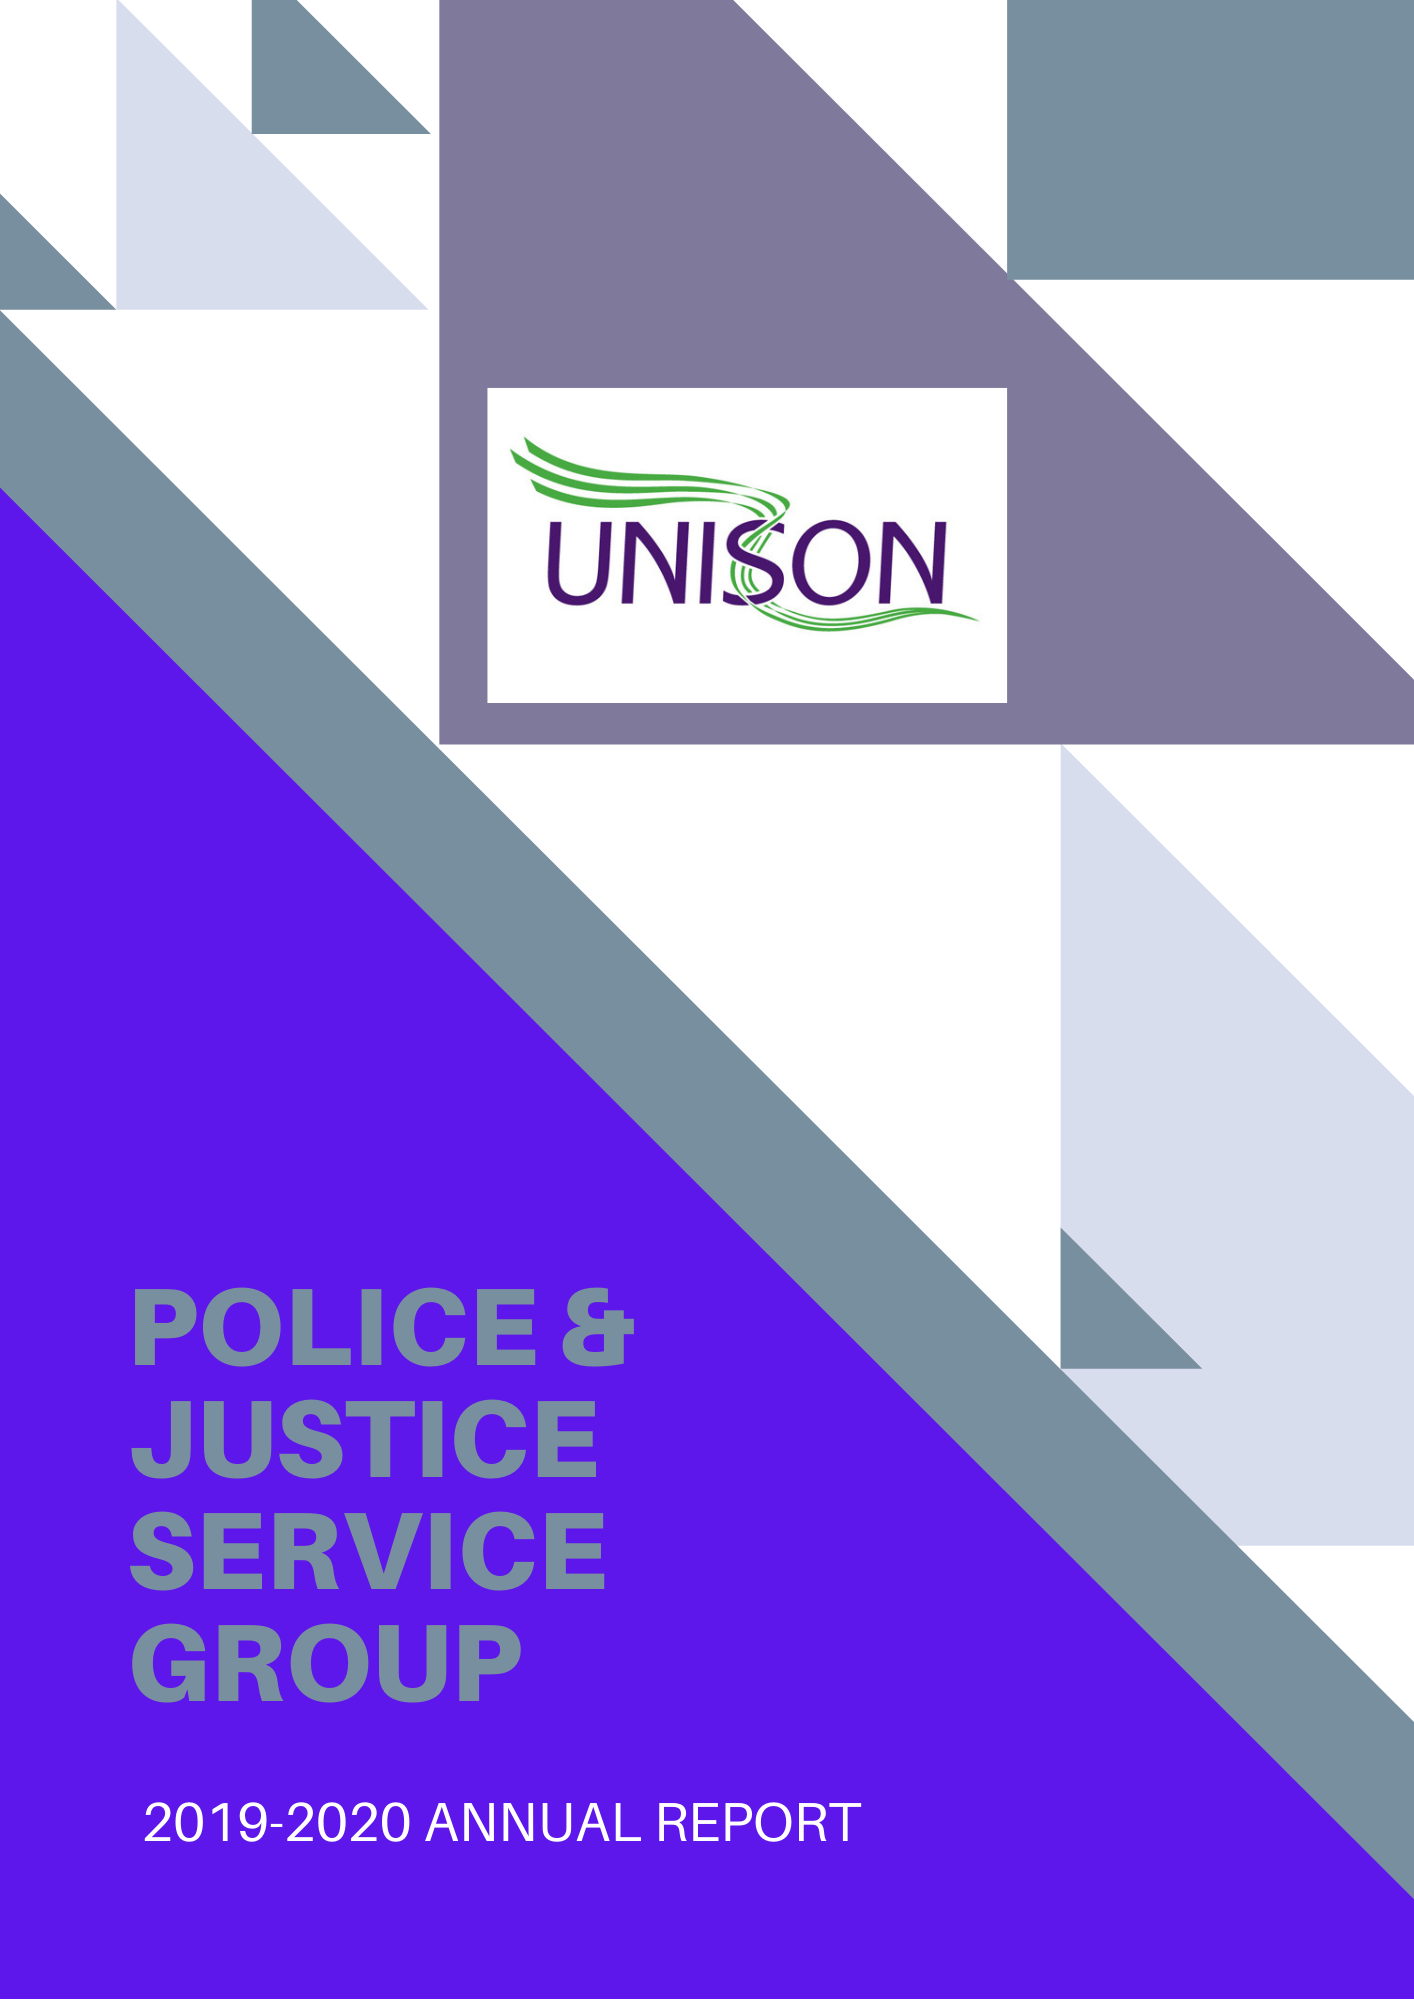 UNISON
POLICE &
JUSTICE
SERVICE
GROUP
2019-2020 ANNUAL REPORT